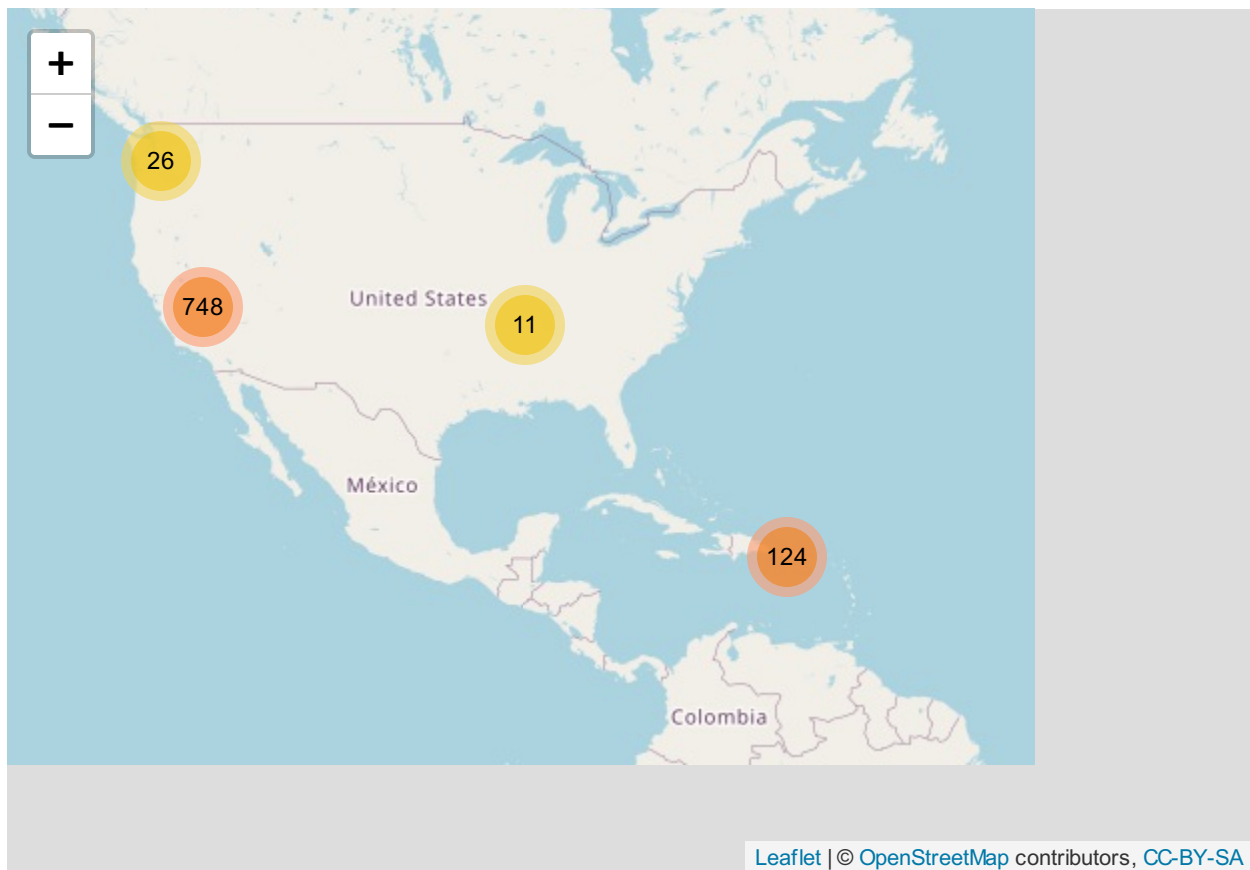 +
−
26
748
United States
11
México
124
Colombia
Leaflet | © OpenStreetMap contributors, CC-BY-SA